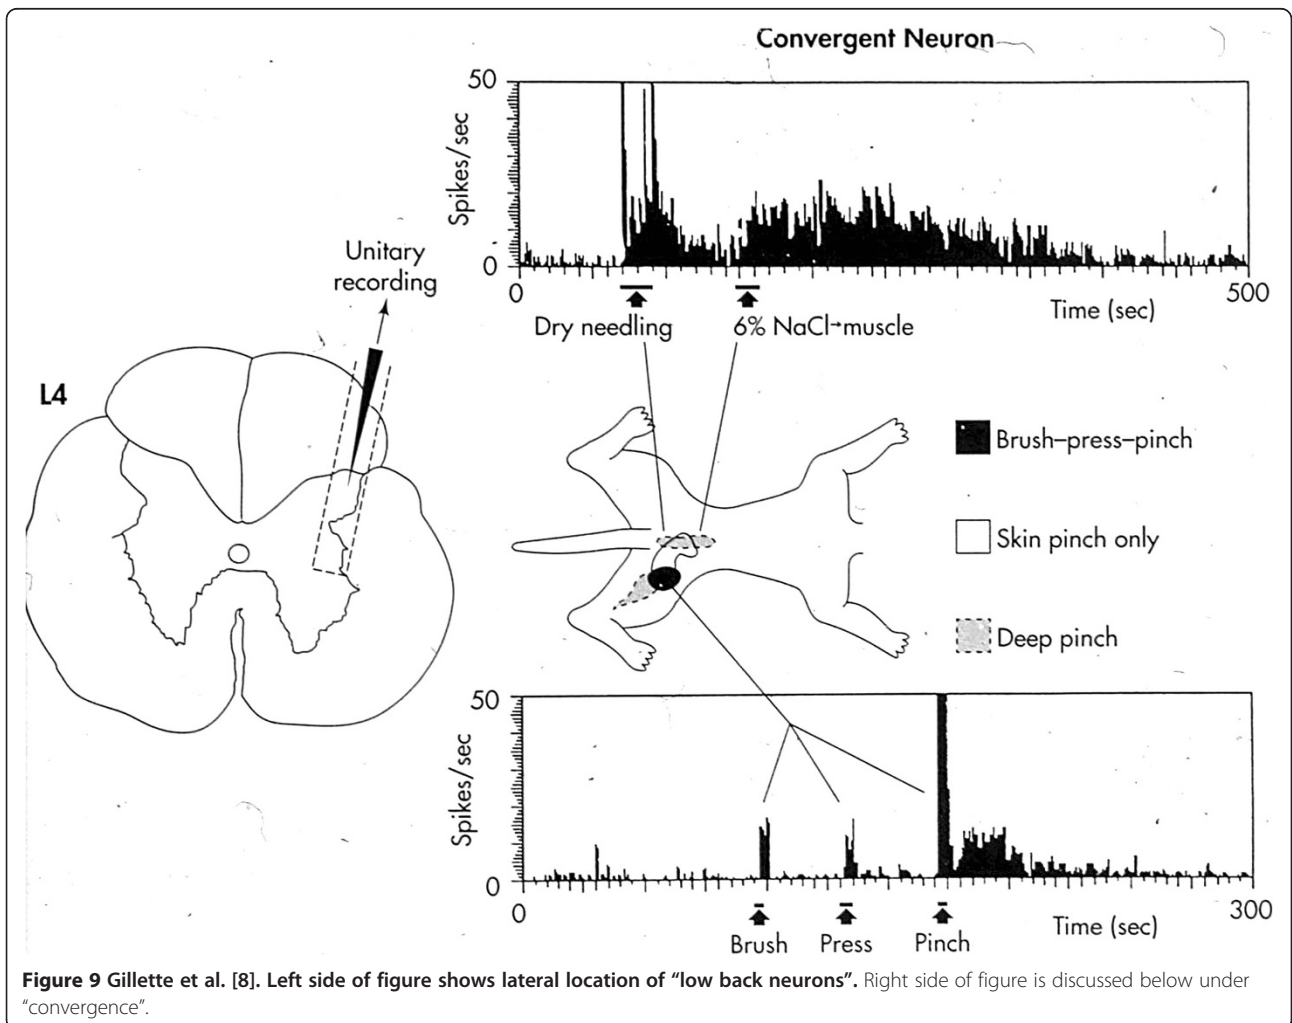 Convergent Neuron
50
Spikes/sec
0
0
500
Time (sec)
Dry needling
6% NaCl→muscle
Unitary
recording
L4
Brush–press–pinch
Skin pinch only
Deep pinch
50
Spikes/sec
0
0
300
Time (sec)
Brush
Press
Pinch
Figure 9 Gillette et al. [8]. Left side of figure shows lateral location of “low back neurons”. Right side of figure is discussed below under
“convergence”.